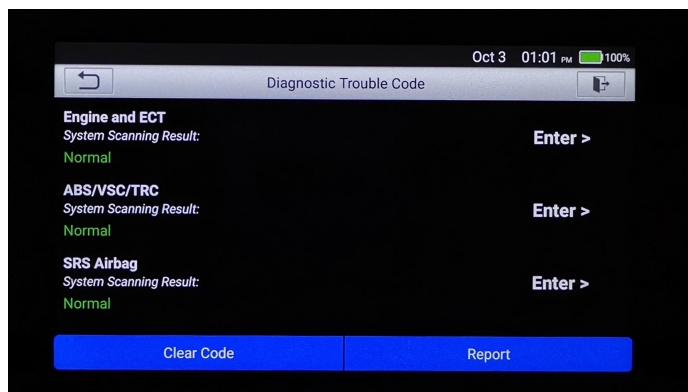 Oct 3 01:01 PM 100%
Diagnostic Trouble Code
Engine and ECT
System Scanning Result:
Enter >
Normal
ABS/VSC/TRC
System Scanning Result:
Enter >
Normal
SRS Airbag
System Scanning Result:
Enter >
Normal
Clear Code Report